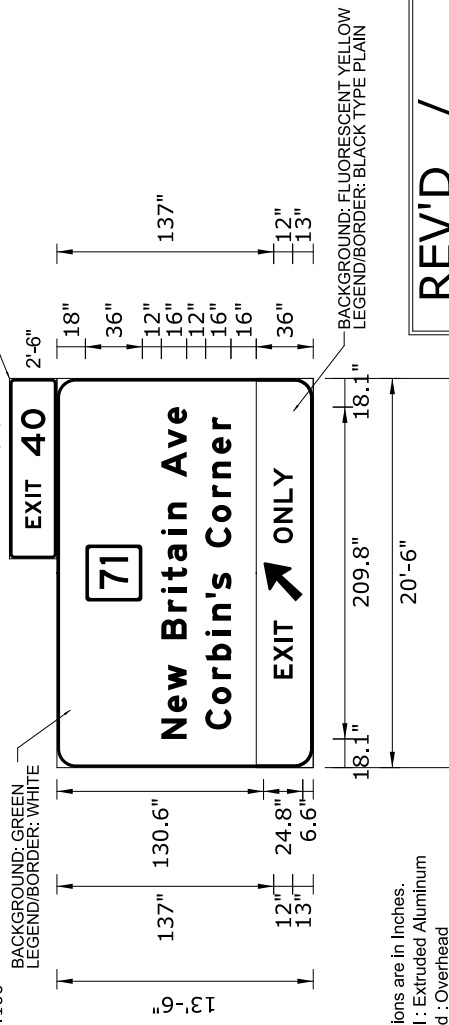 BACKGROUND: GREEN
LEGEND/BORDER: WHITE
EXIT 40
2'-6"
71
New Britain Ave
Corbin's Corner
EXIT ONLY
13'-6"
137"
12"
13"
130.6"
24.8"
6.6"
18"
36"
12"
16"
12"
16"
16"
36"
137"
12"
13"
18.1"
209.8"
18.1"
20'-6"
BACKGROUND: FLUORESCENT YELLOW
LEGEND/BORDER: BLACK TYPE PLAIN
ions are in Inches.
l : Extruded Aluminum
d : Overhead
REV'D /